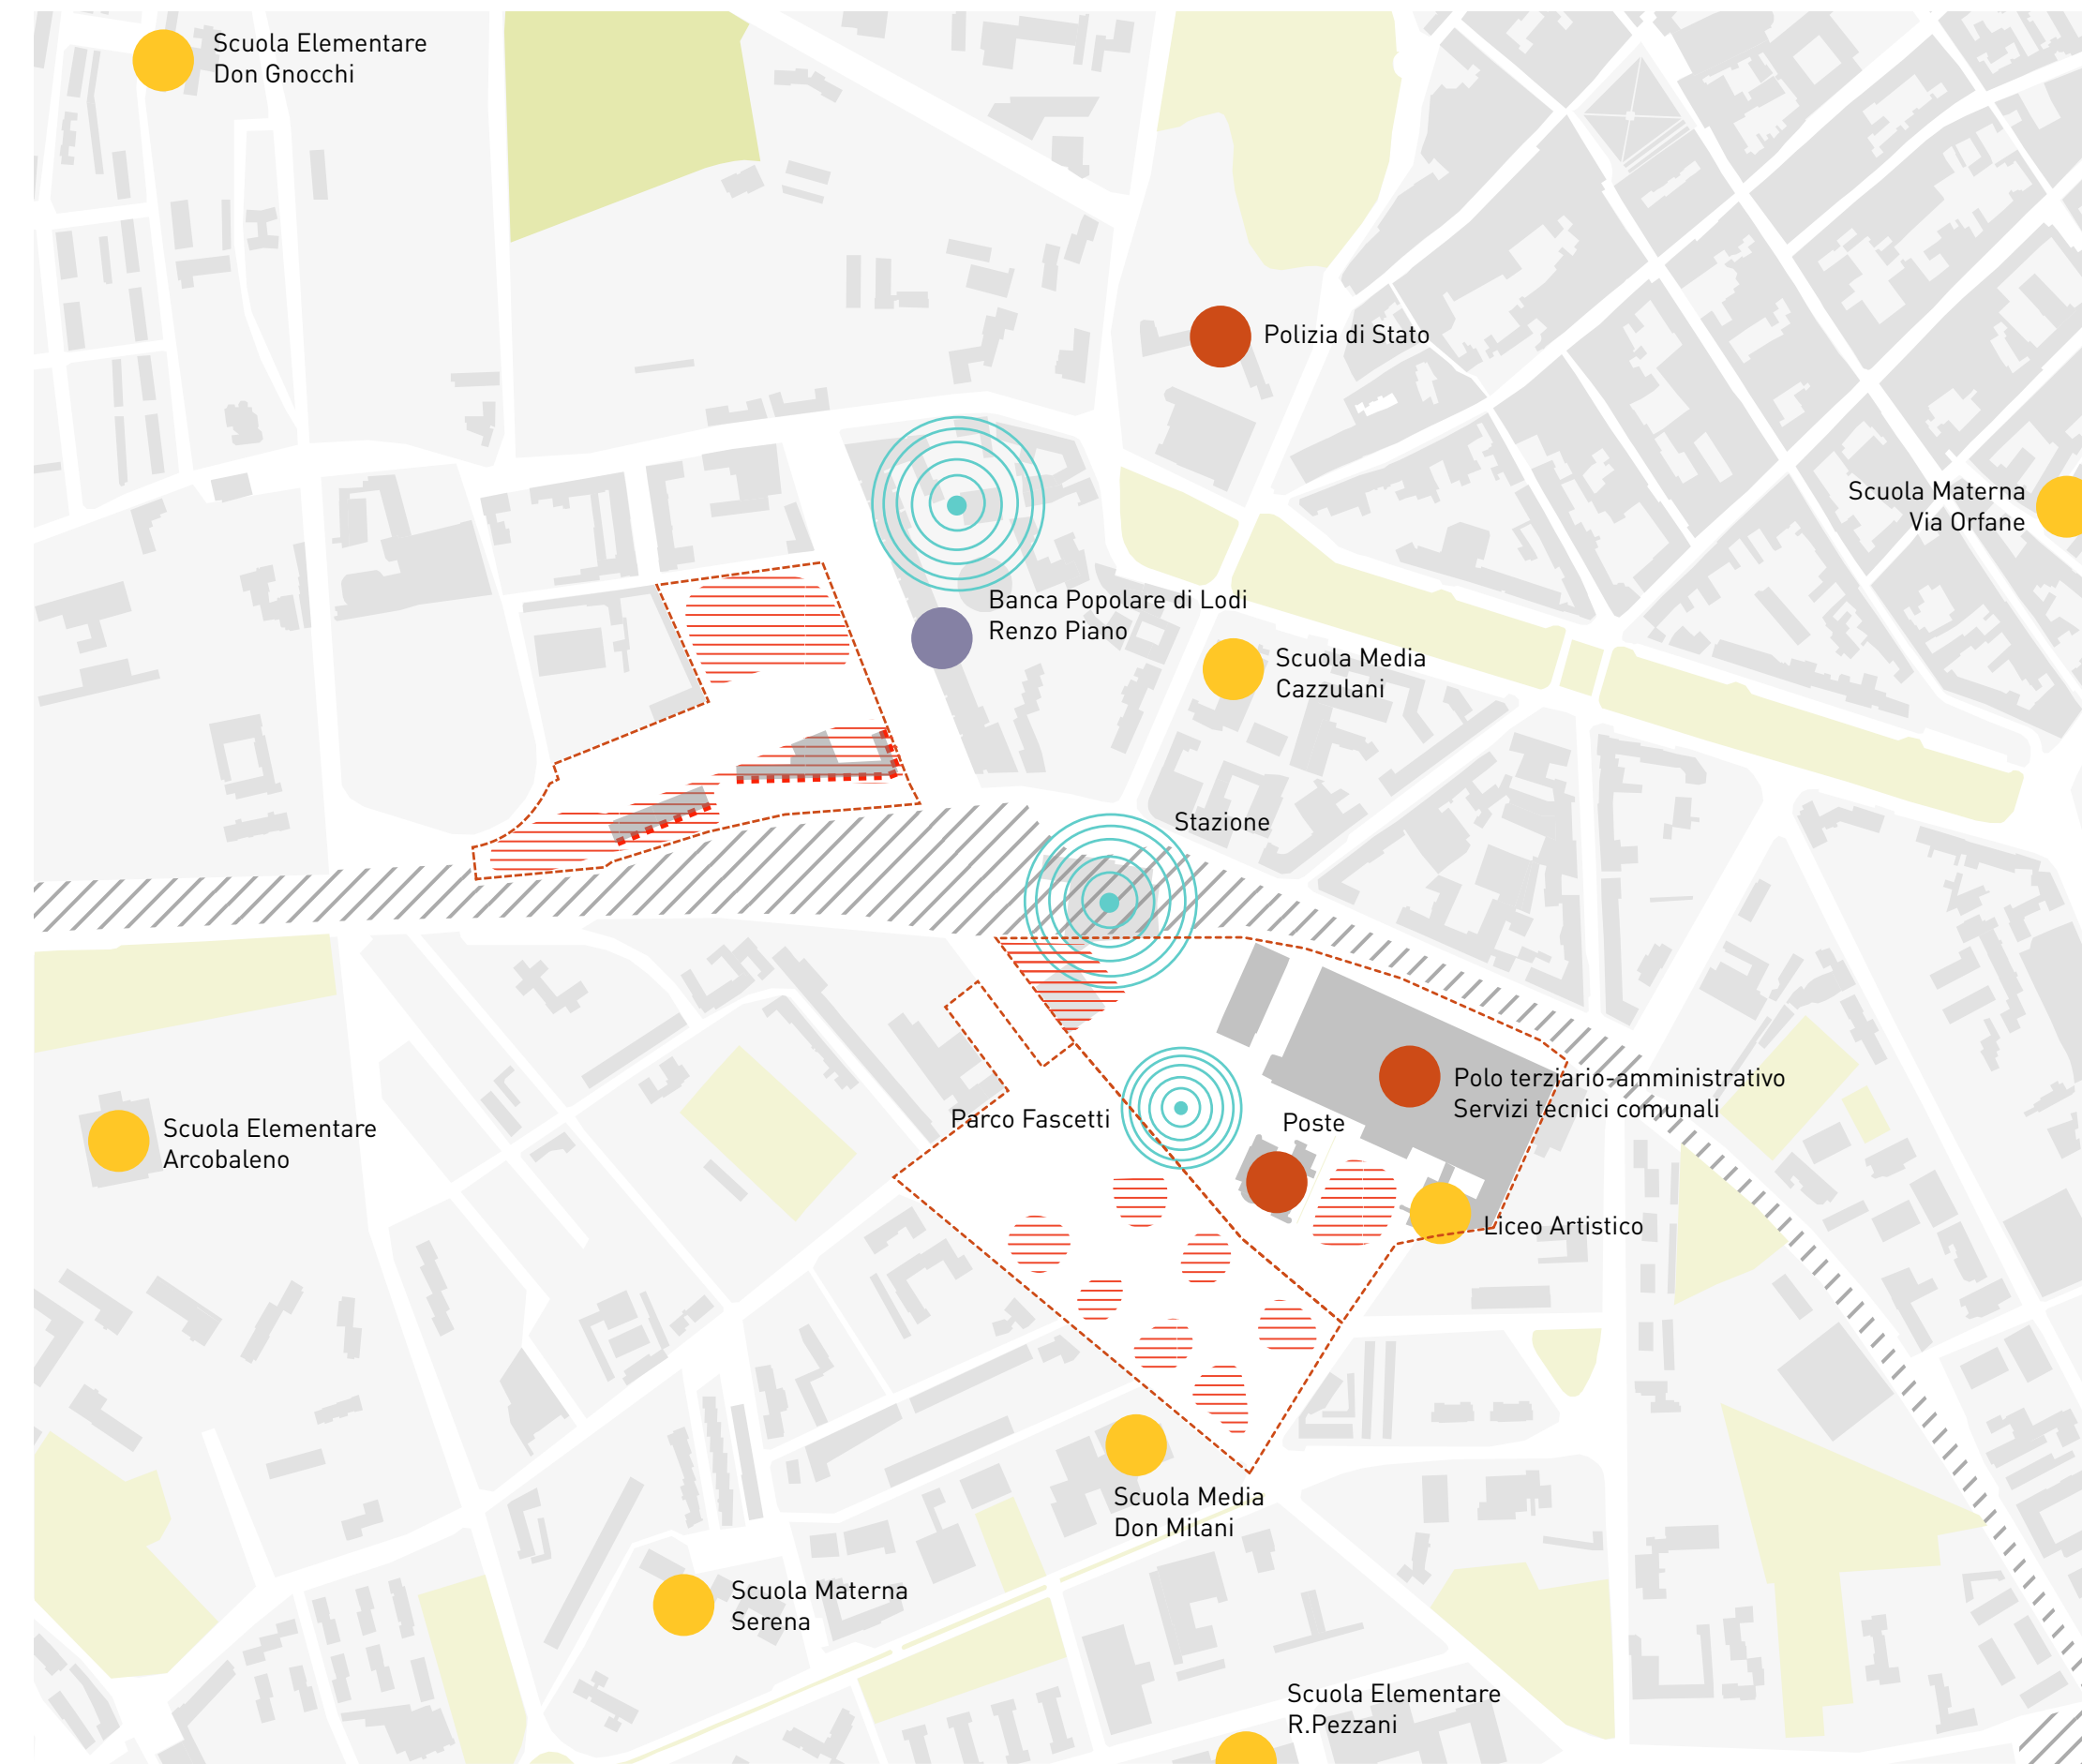 Scuola Elementare
Don Gnocchi
Polizia di Stato
Scuola Materna
Via Orfane
Banca Popolare di Lodi
Renzo Piano
Scuola Media
Cazzulani
Stazione
Polo terziario-amministrativo
Servizi tecnici comunali
Parco Fascetti
Poste
Scuola Elementare
Arcobaleno
Liceo Artistico
Scuola Media
Don Milani
Scuola Materna
Serena
Scuola Elementare
R.Pezzani